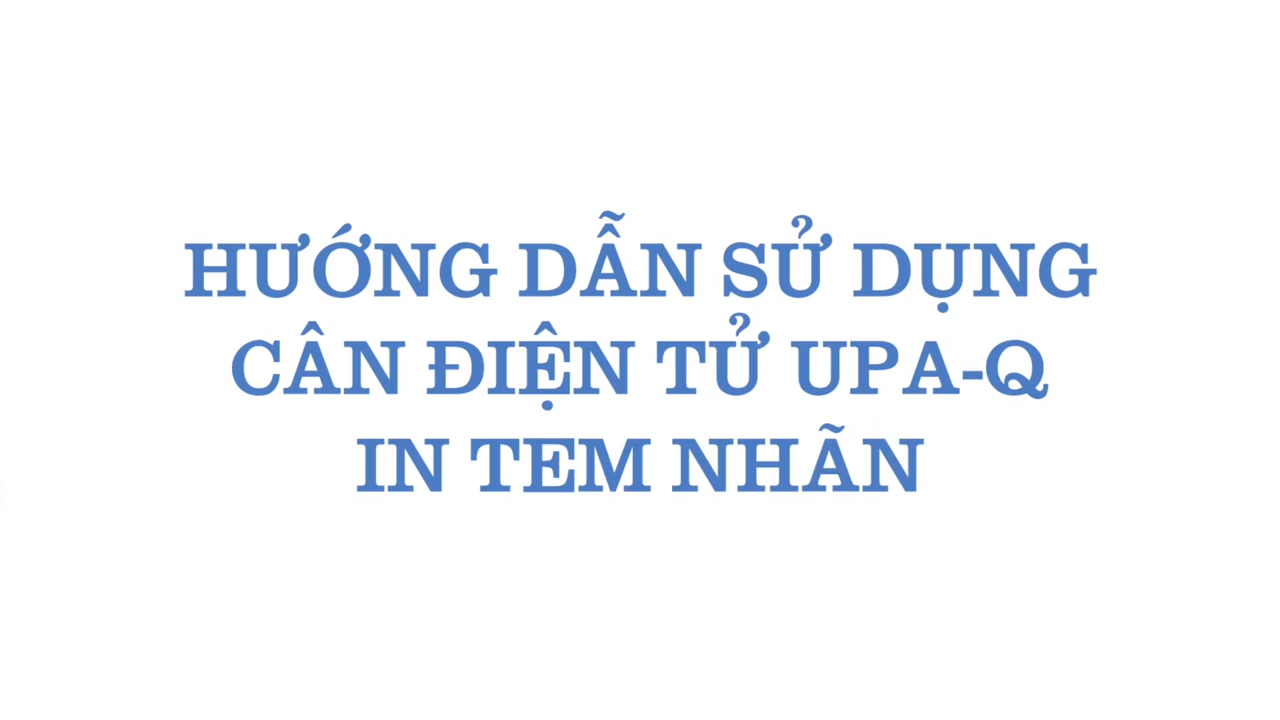 HƯỚNG DẪN SỬ DỤNG
CÂN ĐIỆN TỬ UPA-Q
IN TEM NHÃN